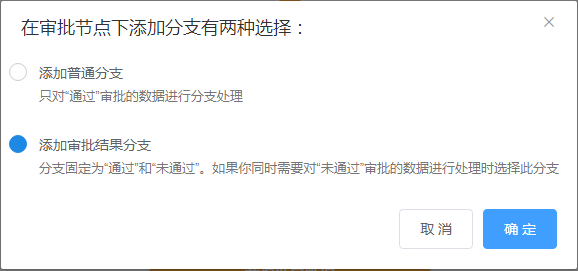 在审批节点下添加分支有两种选择：
添加普通分支
只对“通过”审批的数据进行分支处理
添加审批结果分支
分支固定为“通过”和“未通过”。如果你同时需要对“未通过”审批的数据进行处理时选择此分支
取 消
确 定